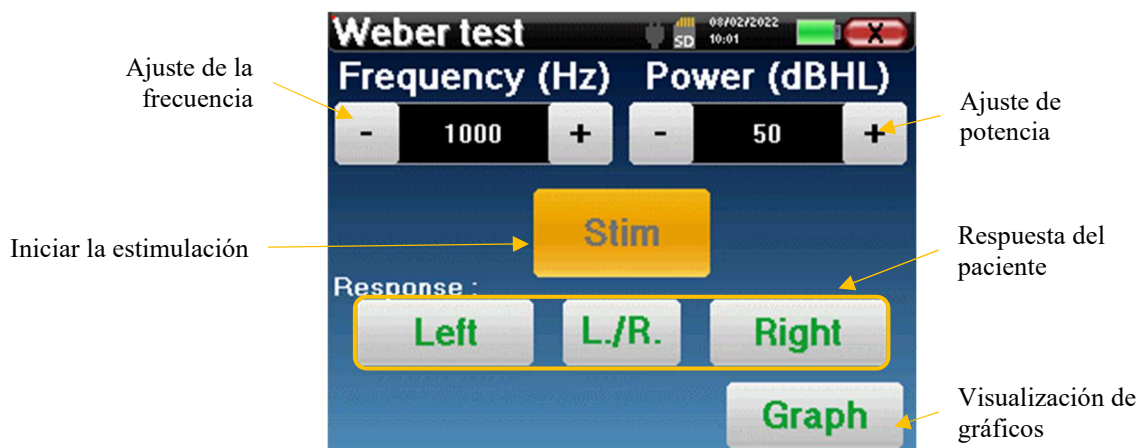 Weber test
SD
08/02/2022
10:01
X
Frequency (Hz)
Power (dBHL)
Ajuste de la
frecuencia
- 1000 +
- 50 +
Ajuste de
potencia
Stim
Iniciar la estimulación
Respuesta del
paciente
Response :
Left
L./R.
Right
Graph
Visualización de
gráficos